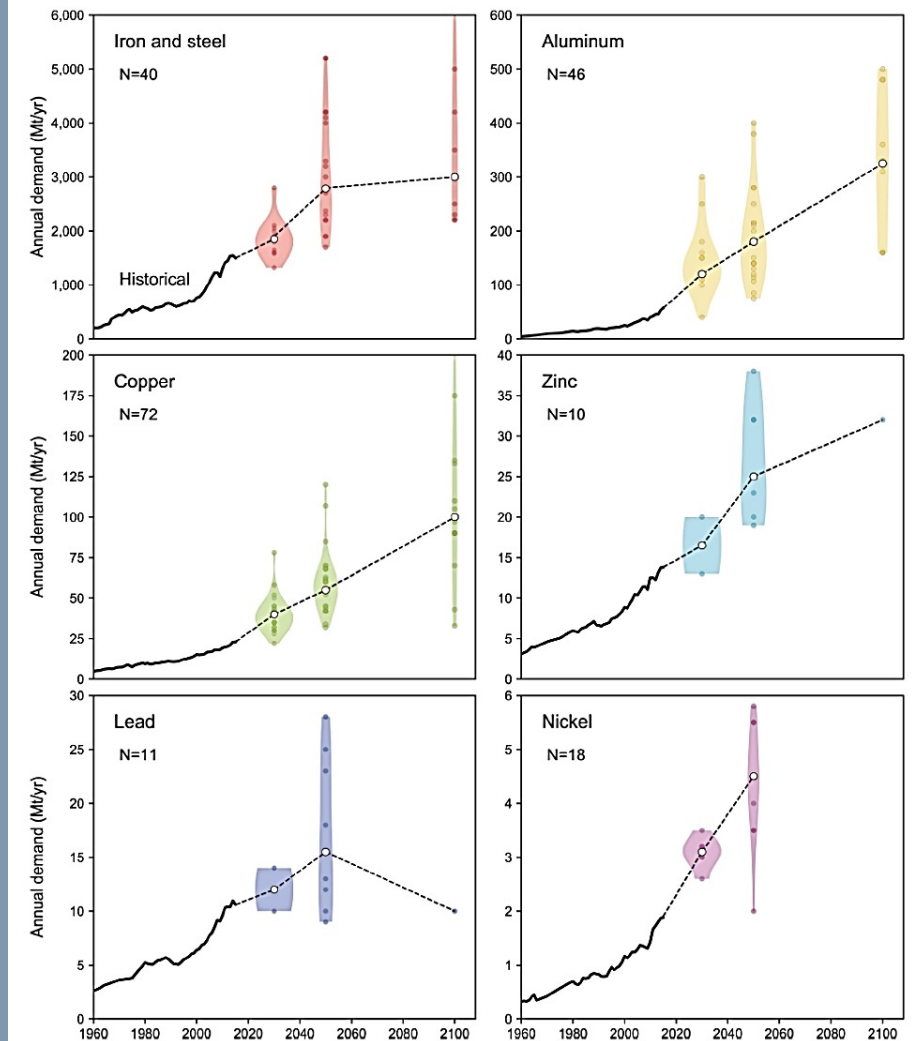 Iron and steel
N=40
Historical
Annual demand (Mt/yr)
6,000
5,000
4,000
3,000
2,000
1,000
0
Aluminum
N=46
600
500
400
300
200
100
0
Copper
N=72
Annual demand (Mt/yr)
200
175
150
125
100
75
50
25
0
Zinc
N=10
40
35
30
25
20
15
10
5
0
Lead
N=11
Annual demand (Mt/yr)
30
25
20
15
10
5
0
1960 1980 2000 2020 2040 2060 2080 2100
Nickel
N=18
6
5
4
3
2
1
0
1960 1980 2000 2020 2040 2060 2080 2100